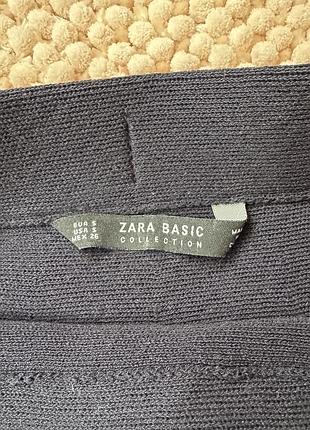 EUR S
USA S
MEX 26
ZARA BASIC
COLLECTION